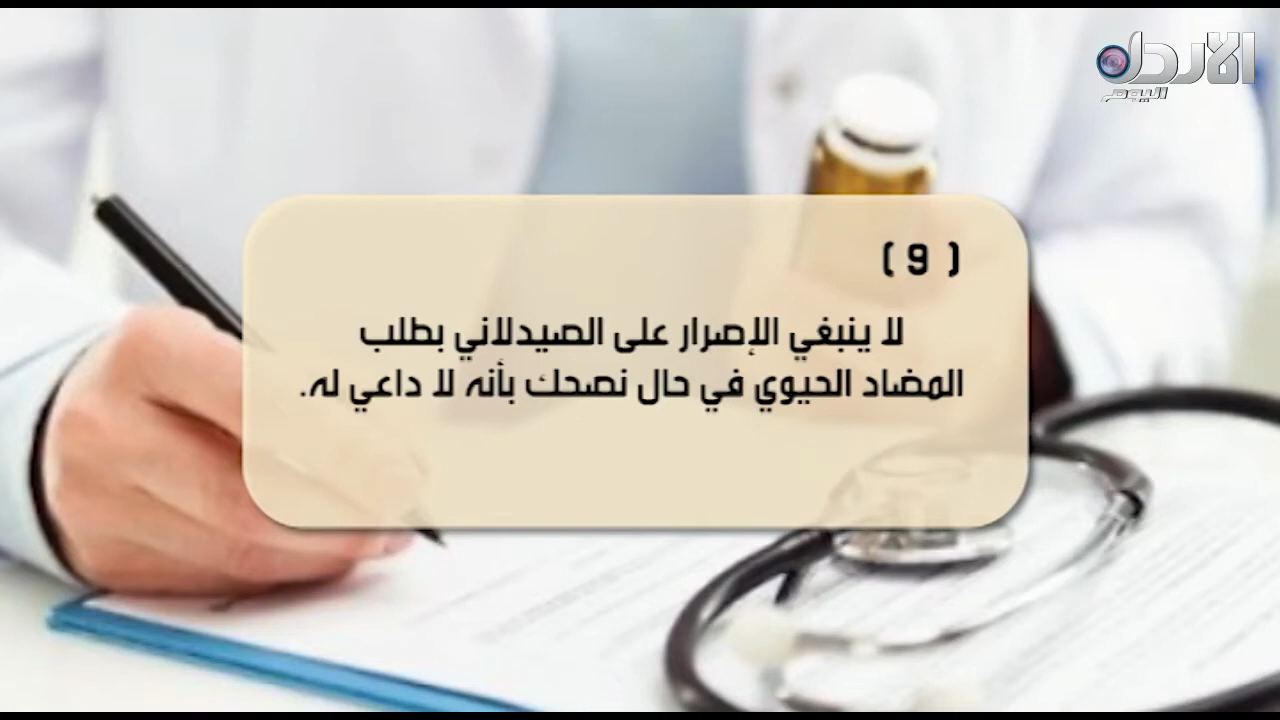 الأردن
اليوم
( 9 )
لا ينبغي الإصرار على الصيدلاني بطلب
المضاد الحيوي في حال نصحك بأنه لا داعي له.